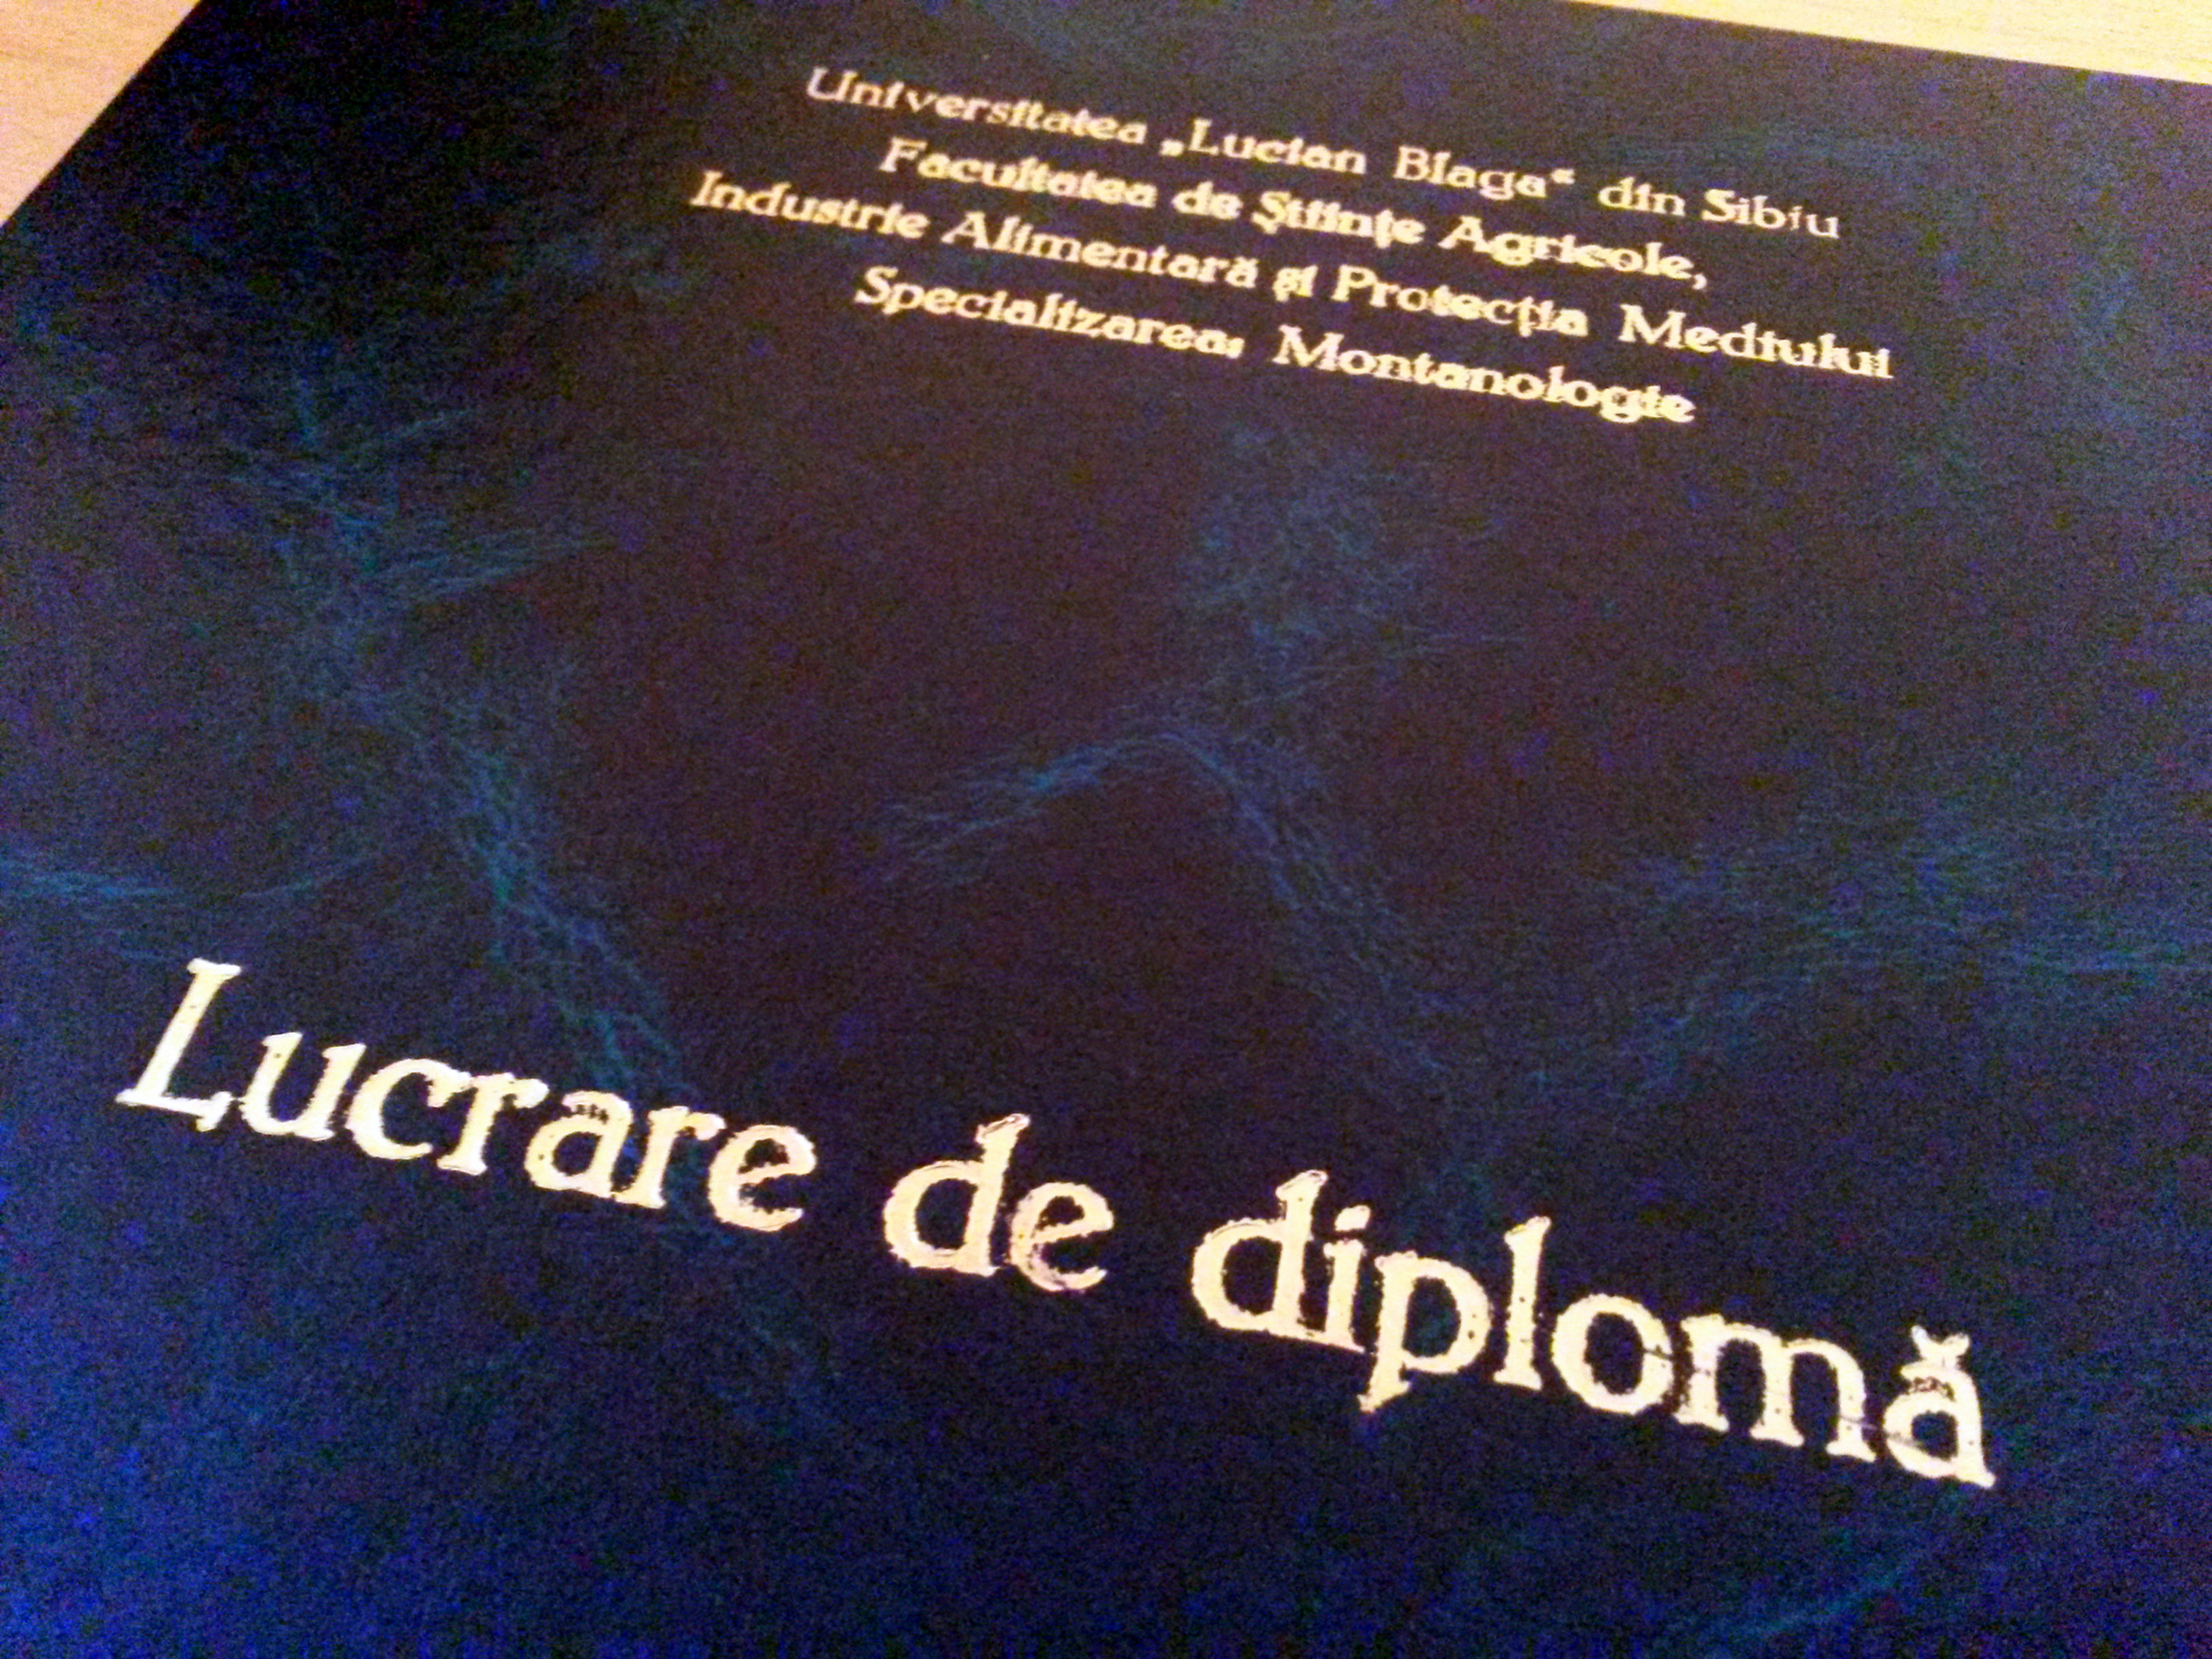 Universitatea „Lucian Blaga“ din Sibiu
Facultatea de Științe Agricole,
Industrie Alimentară și Protecția Mediului
Specializarea: Montanologie
Lucrare de diplomă